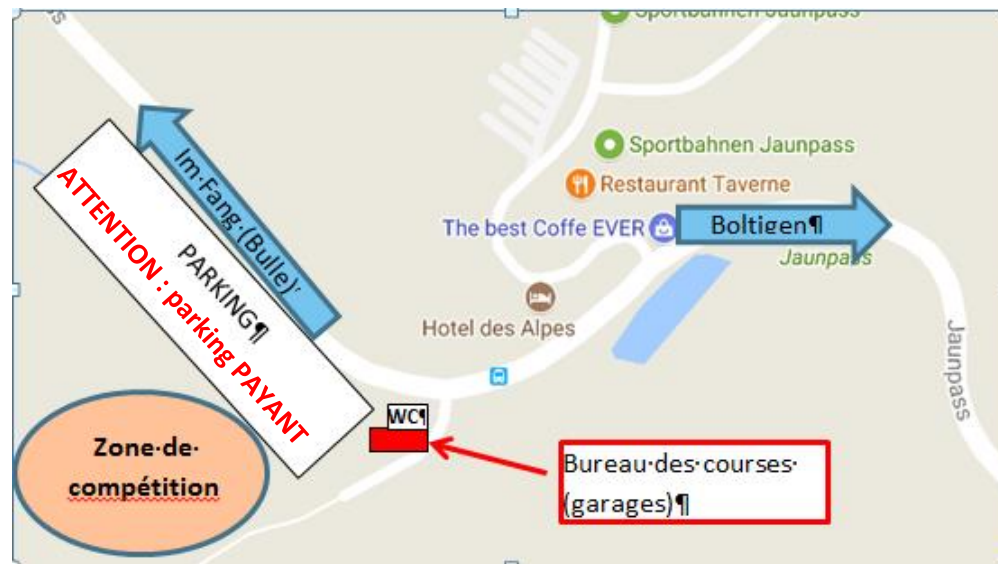 Sportbahnen Jaunpass
ss
Im·Fang·(Bulle)·
PARKING¶
ATTENTION : parking PAYANT
Sportbahnen Jaunpass
Restaurant Taverne
The best Coffe EVER
Boltigen¶
Jaunpass
Hotel des Alpes
Jaunpass
WC¶
Zone·de·
compétition
Bureau·des·courses·
(garages)¶